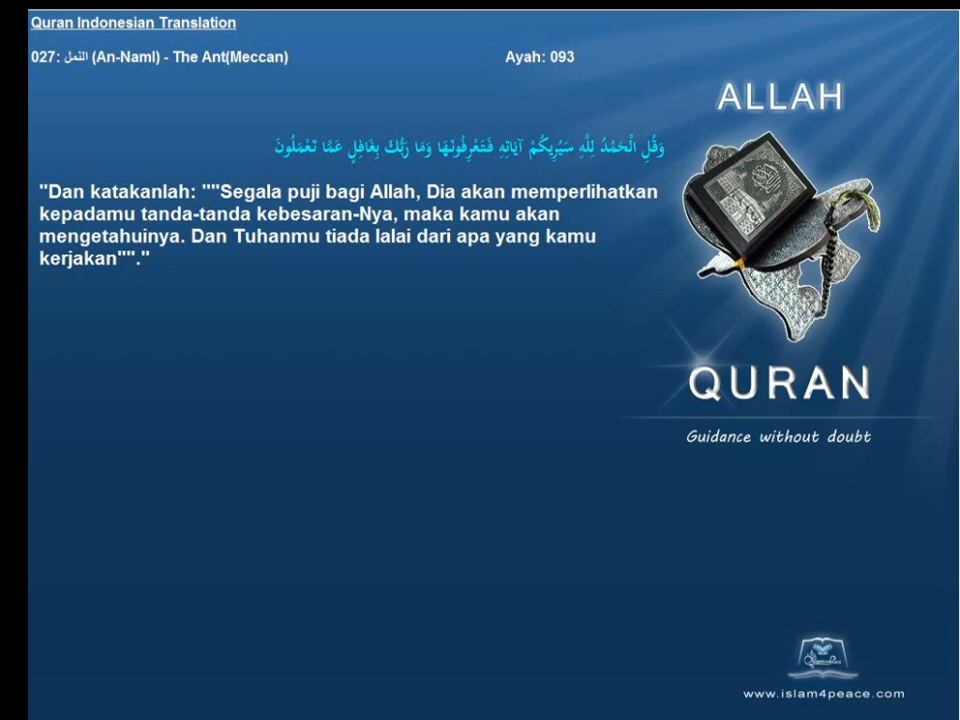 Quran Indonesian Translation
027: النمل (An-Naml) - The Ant(Meccan) Ayah: 093
ALLAH
وَقُلِ الْحَمْدُ لِلَّهِ سَيُرِيكُمْ آيَاتِهِ فَتَعْرِفُونَهَا وَمَا رَبُّكَ بِغَافِلٍ عَمَّا تَعْمَلُونَ
"Dan katakanlah: ""Segala puji bagi Allah, Dia akan memperlihatkan
kepadamu tanda-tanda kebesaran-Nya, maka kamu akan
mengetahuinya. Dan Tuhanmu tiada lalai dari apa yang kamu
kerjakan""."
QURAN
Guidance without doubt
www.islam4peace.com